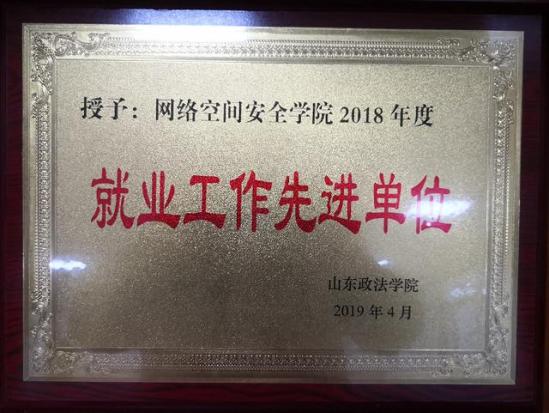 授予：网络空间安全学院 2018 年度
就业工作先进单位
山东政法学院
2019 年 4 月